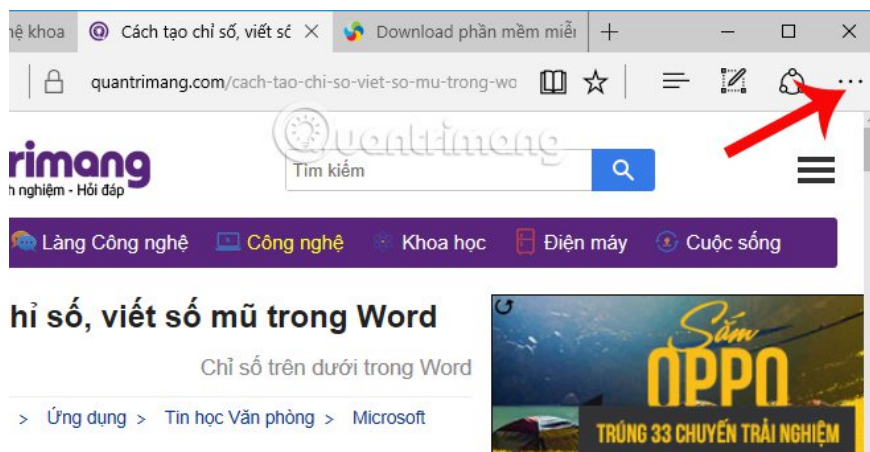 ệ khoa Cách tạo chỉ số, viết số Download phần mềm miễ
quantrimang.com/cach-tao-chi-so-viet-so-mu-trong-wo
Quantrimang
rimang
h nghiệm - Hỏi đáp
Tìm kiếm
Làng Công nghệ Công nghệ Khoa học Điện máy Cuộc sống
hỉ số, viết số mũ trong Word
Chỉ số trên dưới trong Word
> Ứng dụng > Tin học Văn phòng > Microsoft
Sắm
OPPO
TRÚNG 33 CHUYẾN TRẢI NGHIỆM